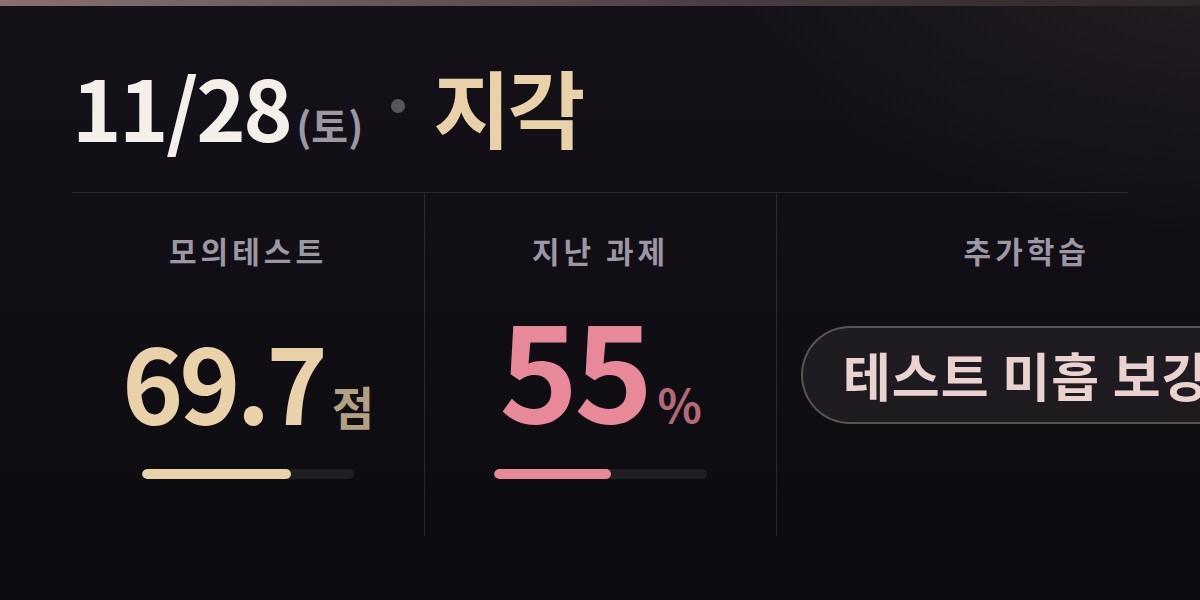 11/28(토) • 지각
모의테스트 지난 과제 추가학습
69.7점 55% 테스트 미흡 보강